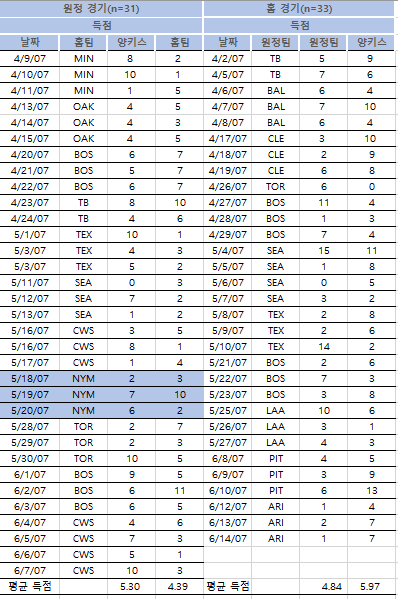 원정 경기(n=31) 홈 경기(n=33)
득점 득점
날짜 홈팀 양키스 홈팀 날짜 원정팀 원정팀 양키스
4/9/07 MIN 8 2 4/2/07 TB 5 9
4/10/07 MIN 10 1 4/5/07 TB 7 6
4/11/07 MIN 1 5 4/6/07 BAL 6 4
4/13/07 OAK 4 5 4/7/07 BAL 7 10
4/14/07 OAK 4 3 4/8/07 BAL 6 4
4/15/07 OAK 4 5 4/17/07 CLE 3 10
4/20/07 BOS 6 7 4/18/07 CLE 2 9
4/21/07 BOS 5 7 4/19/07 CLE 6 8
4/22/07 BOS 6 7 4/26/07 TOR 6 0
4/23/07 TB 8 10 4/27/07 BOS 11 4
4/24/07 TB 4 6 4/28/07 BOS 1 3
5/1/07 TEX 10 1 4/29/07 BOS 7 4
5/3/07 TEX 4 3 5/4/07 SEA 15 11
5/3/07 TEX 5 2 5/5/07 SEA 1 8
5/11/07 SEA 0 3 5/6/07 SEA 0 5
5/12/07 SEA 7 2 5/7/07 SEA 3 2
5/13/07 SEA 1 2 5/8/07 TEX 2 8
5/16/07 CWS 3 5 5/9/07 TEX 2 6
5/16/07 CWS 8 1 5/10/07 TEX 14 2
5/17/07 CWS 1 4 5/21/07 BOS 2 6
5/18/07 NYM 2 3 5/22/07 BOS 7 3
5/19/07 NYM 7 10 5/23/07 BOS 3 8
5/20/07 NYM 6 2 5/25/07 LAA 10 6
5/28/07 TOR 2 7 5/26/07 LAA 3 1
5/29/07 TOR 2 3 5/27/07 LAA 4 3
5/30/07 TOR 10 5 6/8/07 PIT 4 5
6/1/07 BOS 9 5 6/9/07 PIT 3 9
6/2/07 BOS 6 11 6/10/07 PIT 6 13
6/3/07 BOS 6 5 6/12/07 ARI 1 4
6/4/07 CWS 4 6 6/13/07 ARI 2 7
6/5/07 CWS 7 3 6/14/07 ARI 1 7
6/6/07 CWS 5 1
6/7/07 CWS 10 3
평균 득점 5.30 4.39 평균 득점 4.84 5.97